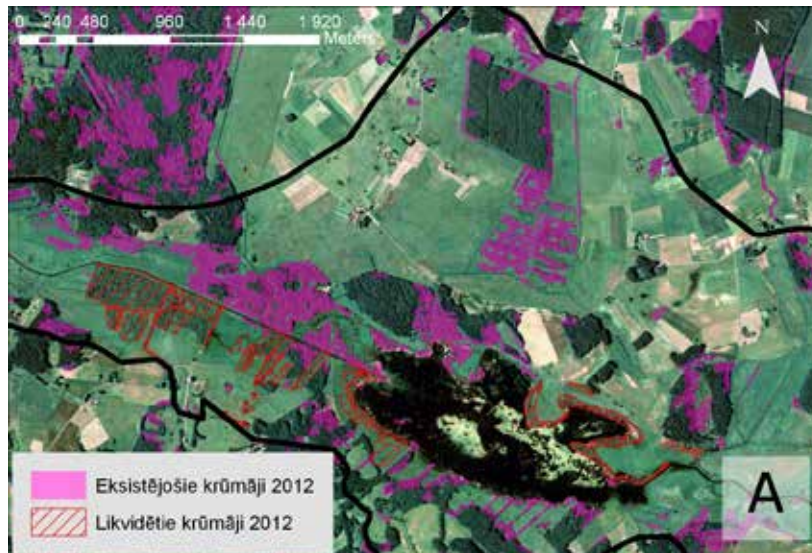 0 240 480 960 1 440 1 920
Meters
N
Eksistējošie krūmāji 2012
Likvidētie krūmāji 2012
A